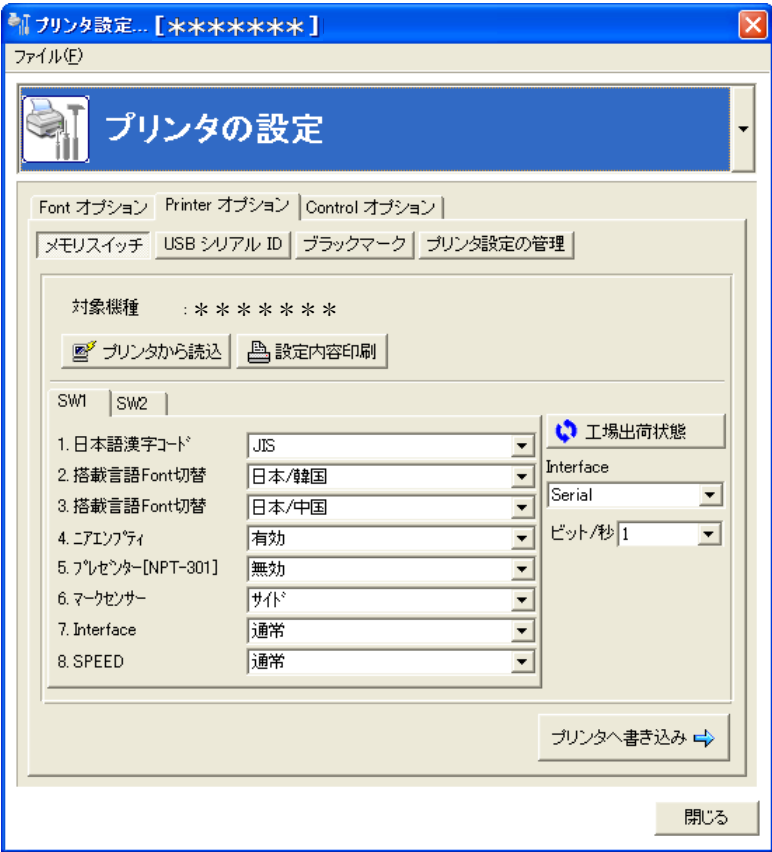 プリンタ設定... [*******]
ファイル(F)
プリンタの設定
Font オプション Printer オプション Control オプション
メモリスイッチ USB シリアル ID ブラックマーク プリンタ設定の管理
対象機種 :*******
プリンタから読込 設定内容印刷
SW1 SW2
工場出荷状態
1. 日本語漢字コード JIS
Interface
2. 搭載言語Font切替 日本/韓国
Serial
3. 搭載言語Font切替 日本/中国
ビット/秒 1
4. ニアエンプティ 有効
5. プレゼンター[NPT-301] 無効
6. マークセンサー サイド
7. Interface 通常
8. SPEED 通常
プリンタへ書き込み
閉じる